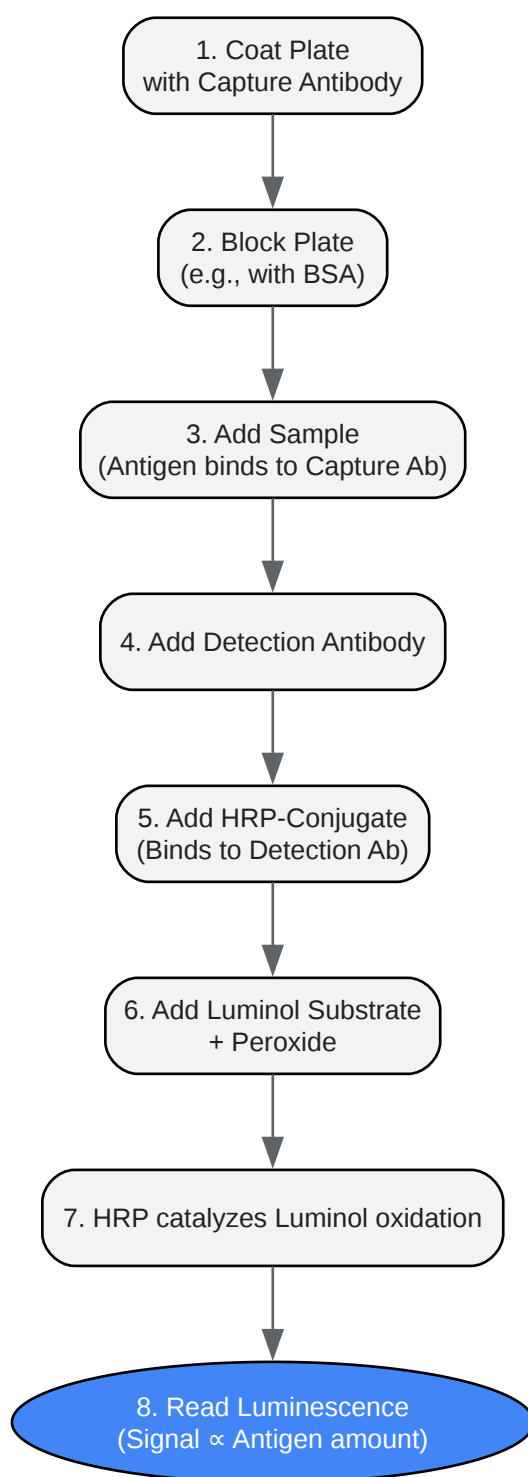 1. Coat Plate
with Capture Antibody
2. Block Plate
(e.g., with BSA)
3. Add Sample
(Antigen binds to Capture Ab)
4. Add Detection Antibody
5. Add HRP-Conjugate
(Binds to Detection Ab)
6. Add Luminol Substrate
+ Peroxide
7. HRP catalyzes Luminol oxidation
8. Read Luminescence
(Signal ∝ Antigen amount)